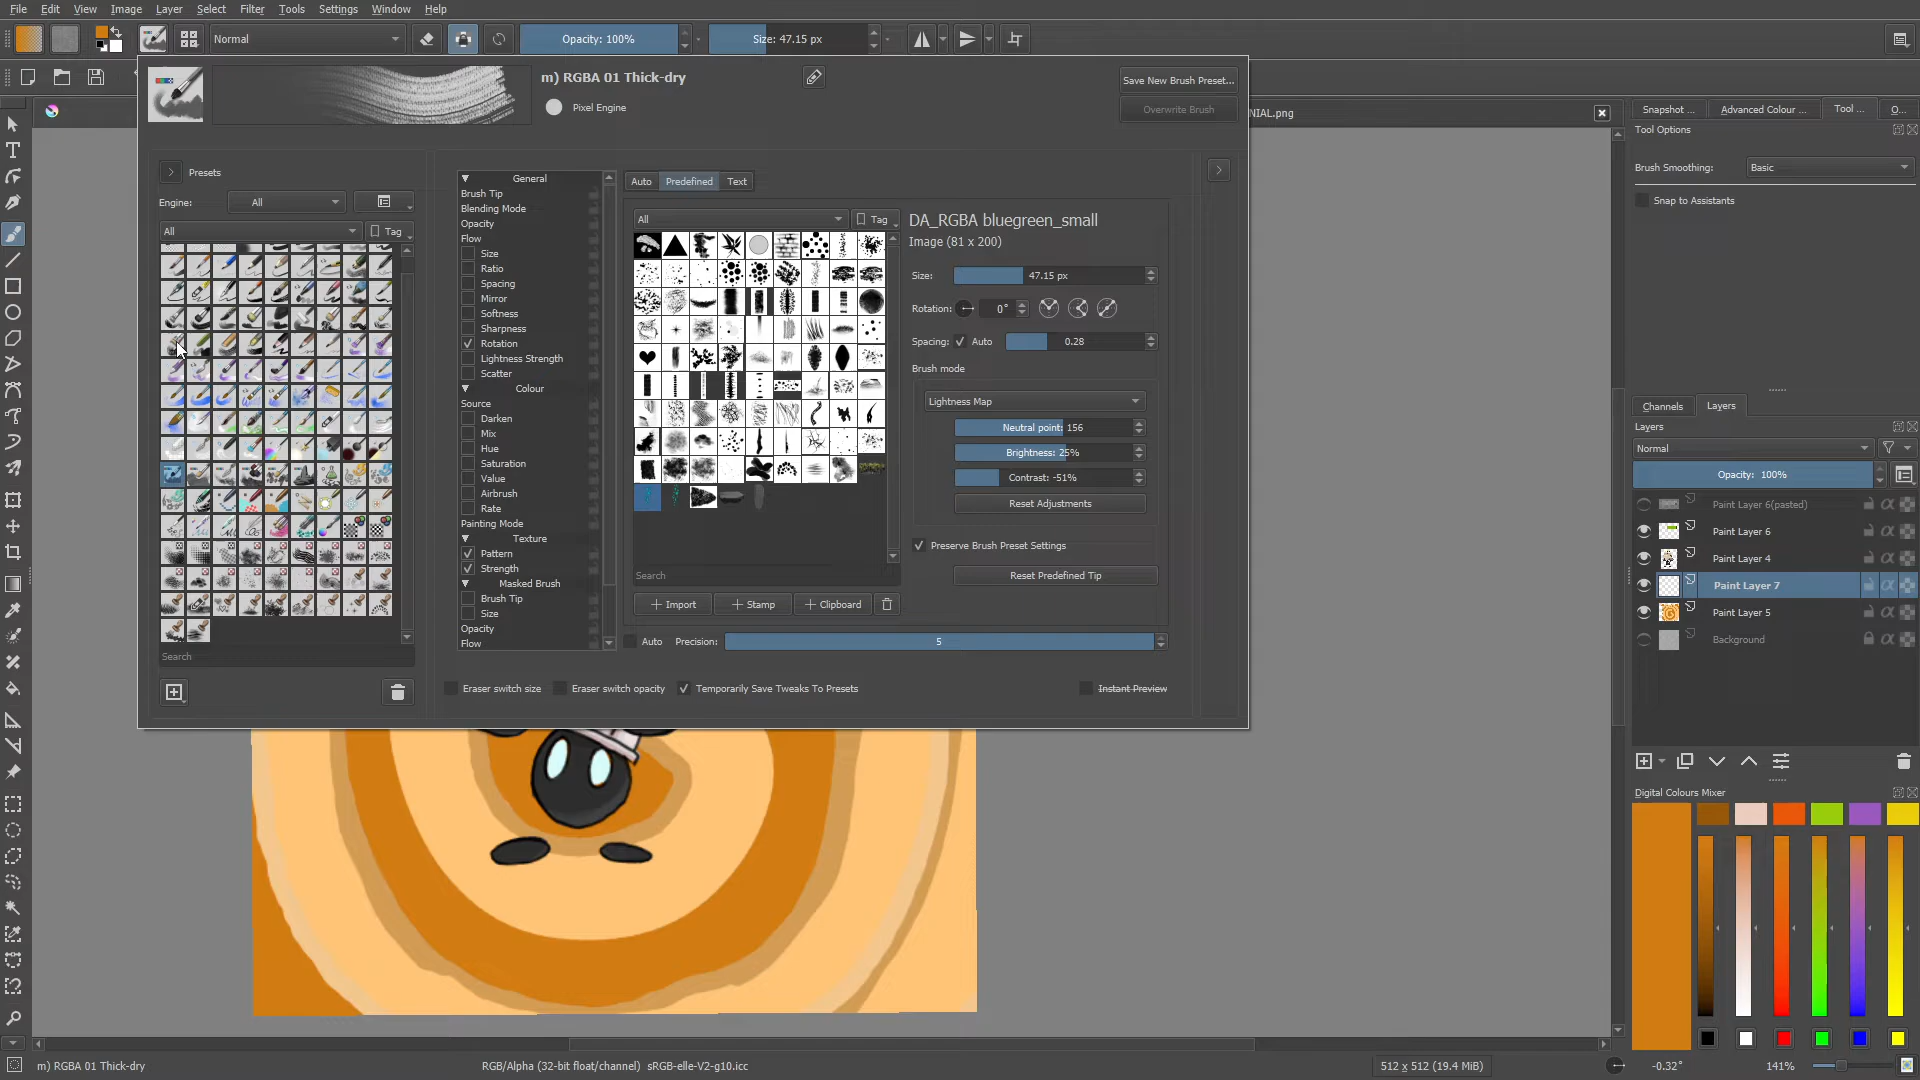 File Edit View Image Layer Select Filter Tools Settings Window Help
Normal Opacity: 100% Size: 47.15 px
m) RGBA 01 Thick-dry
Pixel Engine
Save New Brush Preset...
Overwrite Brush
NIAL.png
Snapshot ... Advanced Colour ... Tool ... O...
Tool Options
Brush Smoothing: Basic
Snap to Assistants
Presets
Engine: All
All Tag
Search
General
Brush Tip
Blending Mode
Opacity
Flow
Size
Ratio
Spacing
Mirror
Softness
Sharpness
Rotation
Lightness Strength
Scatter
Colour
Source
Darken
Mix
Hue
Saturation
Value
Airbrush
Rate
Painting Mode
Texture
Pattern
Strength
Masked Brush
Brush Tip
Size
Opacity
Flow
Auto Predefined Text
All Tag
Search
Import Stamp Clipboard
Auto Precision: 5
DA_RGBA bluegreen_small
Image (81 x 200)
Size: 47.15 px
Rotation: 0°
Spacing: Auto 0.28
Brush mode
Lightness Map
Neutral point: 156
Brightness: 25%
Contrast: -51%
Reset Adjustments
Preserve Brush Preset Settings
Reset Predefined Tip
Eraser switch size Eraser switch opacity Temporarily Save Tweaks To Presets Instant Preview
Channels Layers
Layers
Normal
Opacity: 100%
Paint Layer 6(pasted)
Paint Layer 6
Paint Layer 4
Paint Layer 7
Paint Layer 5
Background
Digital Colours Mixer
m) RGBA 01 Thick-dry RGB/Alpha (32-bit float/channel) sRGB-elle-V2-g10.icc 512 x 512 (19.4 MiB) -0.32° 141%